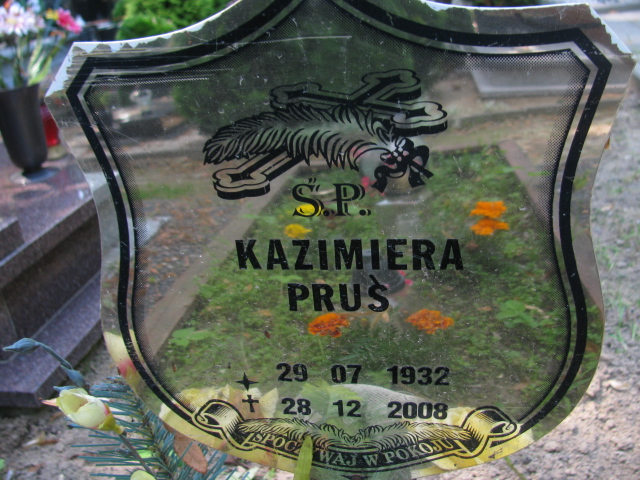 Ś.P.
KAZIMIERA
PRUŚ
29 07 1932
† 28 12 2008
SPOCZYWAJ W POKOJU